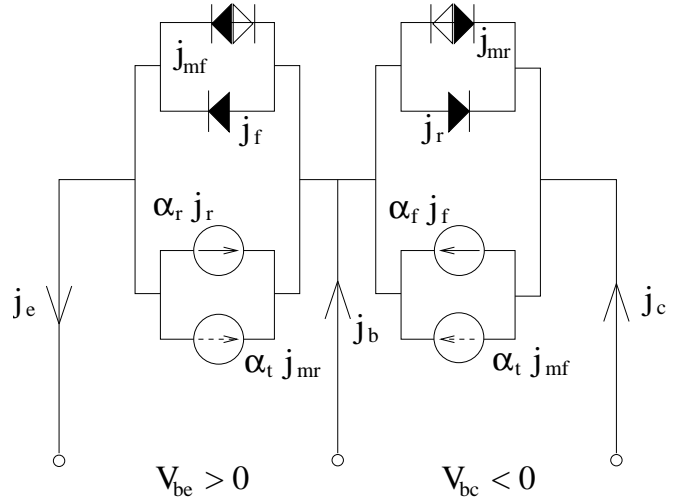 j_mf
j_mr
j_f
j_r
α_r j_r
α_f j_f
j_e
j_b
j_c
α_t j_mr
α_t j_mf
V_be > 0
V_bc < 0